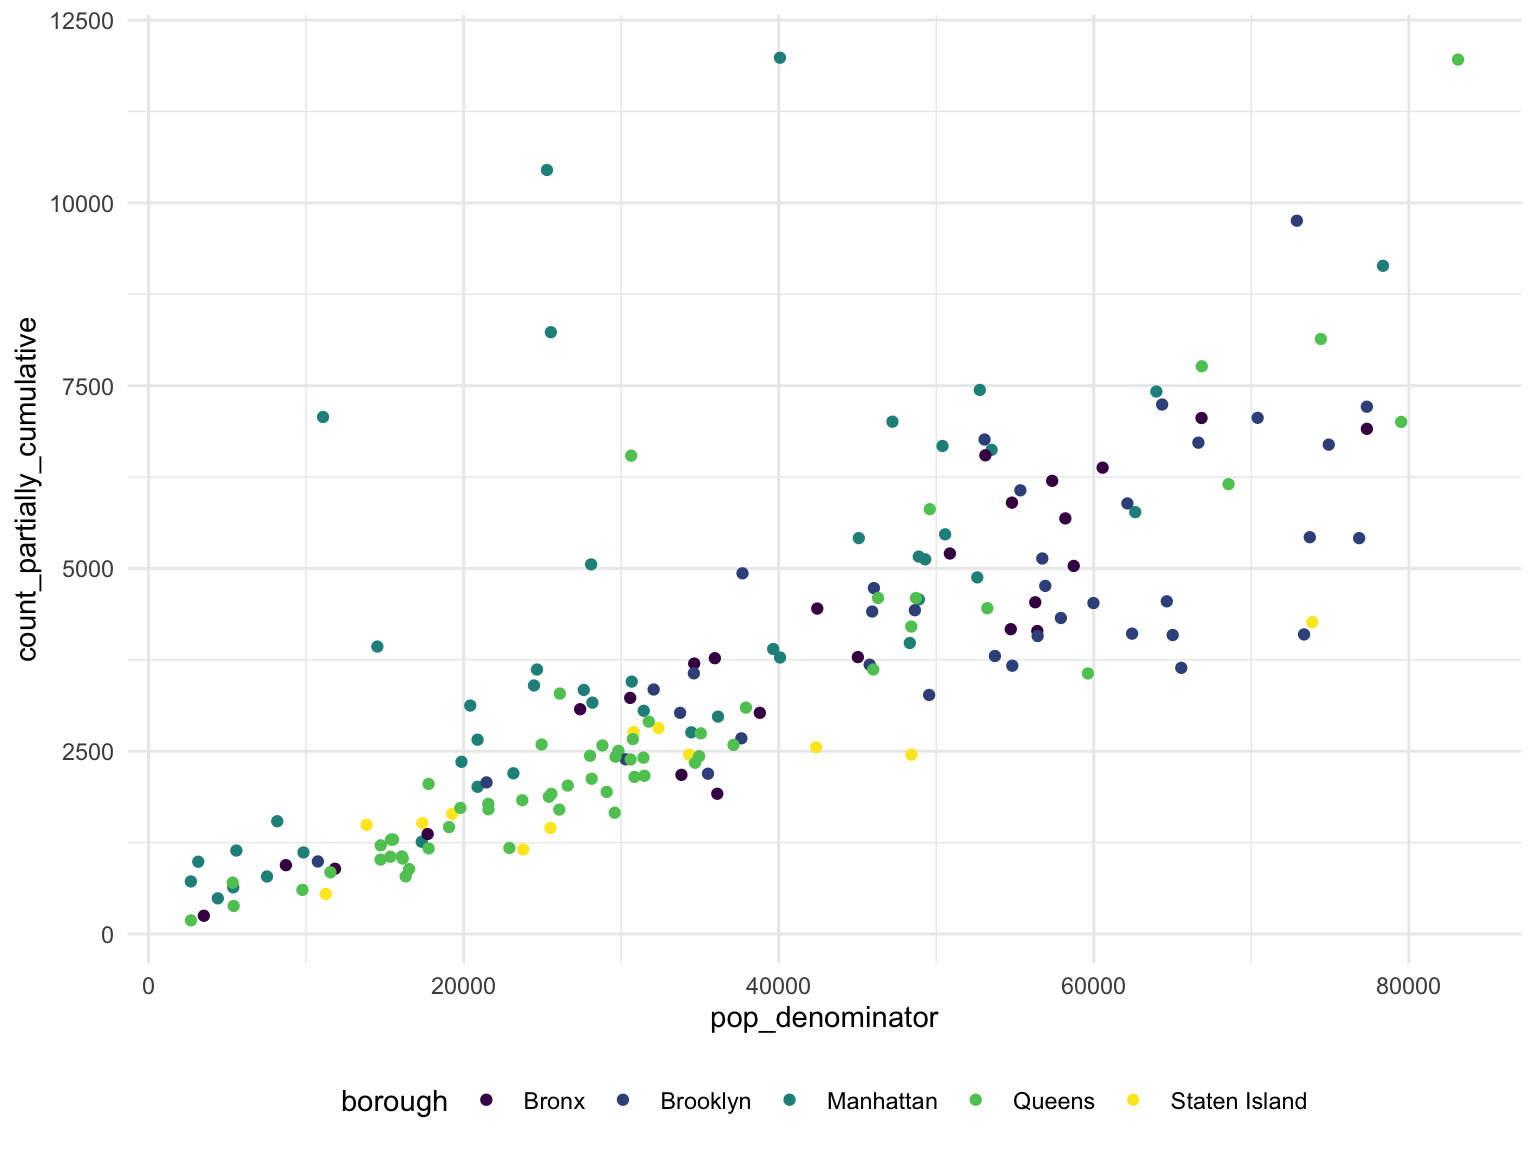 count_partially_cumulative
12500
10000
7500
5000
2500
0
0 20000 40000 60000 80000
pop_denominator
borough Bronx Brooklyn Manhattan Queens Staten Island